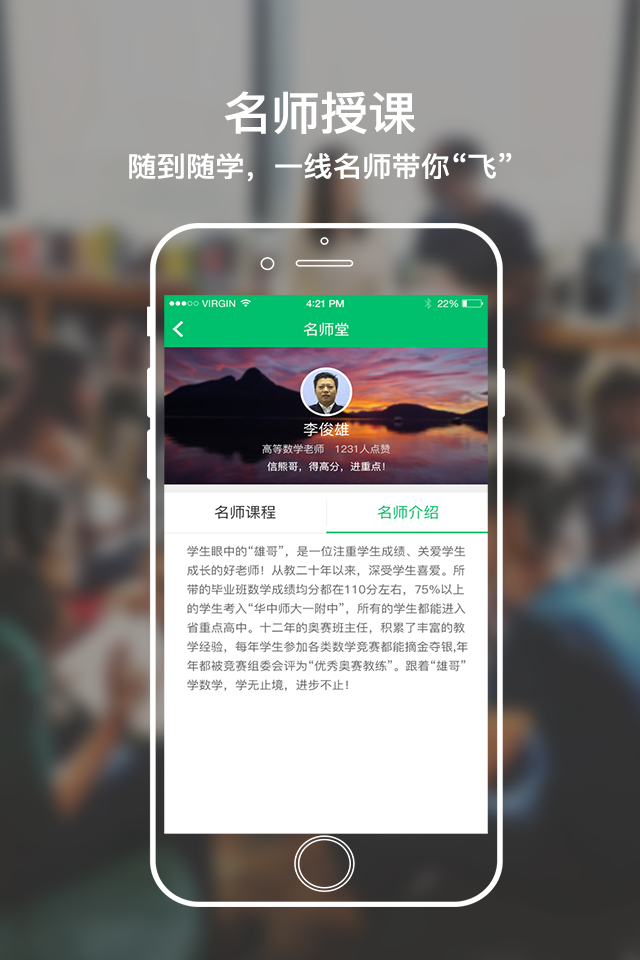 名师授课
随到随学，一线名师带你“飞”
VIRGIN 4:21 PM 22%
名师堂
李俊雄
高等数学老师 1231人点赞
信熊哥，得高分，进重点！
名师课程 名师介绍
学生眼中的“雄哥”，是一位注重学生成绩、关爱学生
成长的好老师！从教二十年以来，深受学生喜爱。所
带的毕业班数学成绩均分都在110分左右，75%以上
的学生考入“华中师大一附中”，所有的学生都能进入
省重点高中。十二年的奥赛班主任，积累了丰富的教
学经验，每年学生参加各类数学竞赛都能摘金夺银,年
年都被竞赛组委会评为“优秀奥赛教练”。跟着“雄哥”
学数学，学无止境，进步不止！